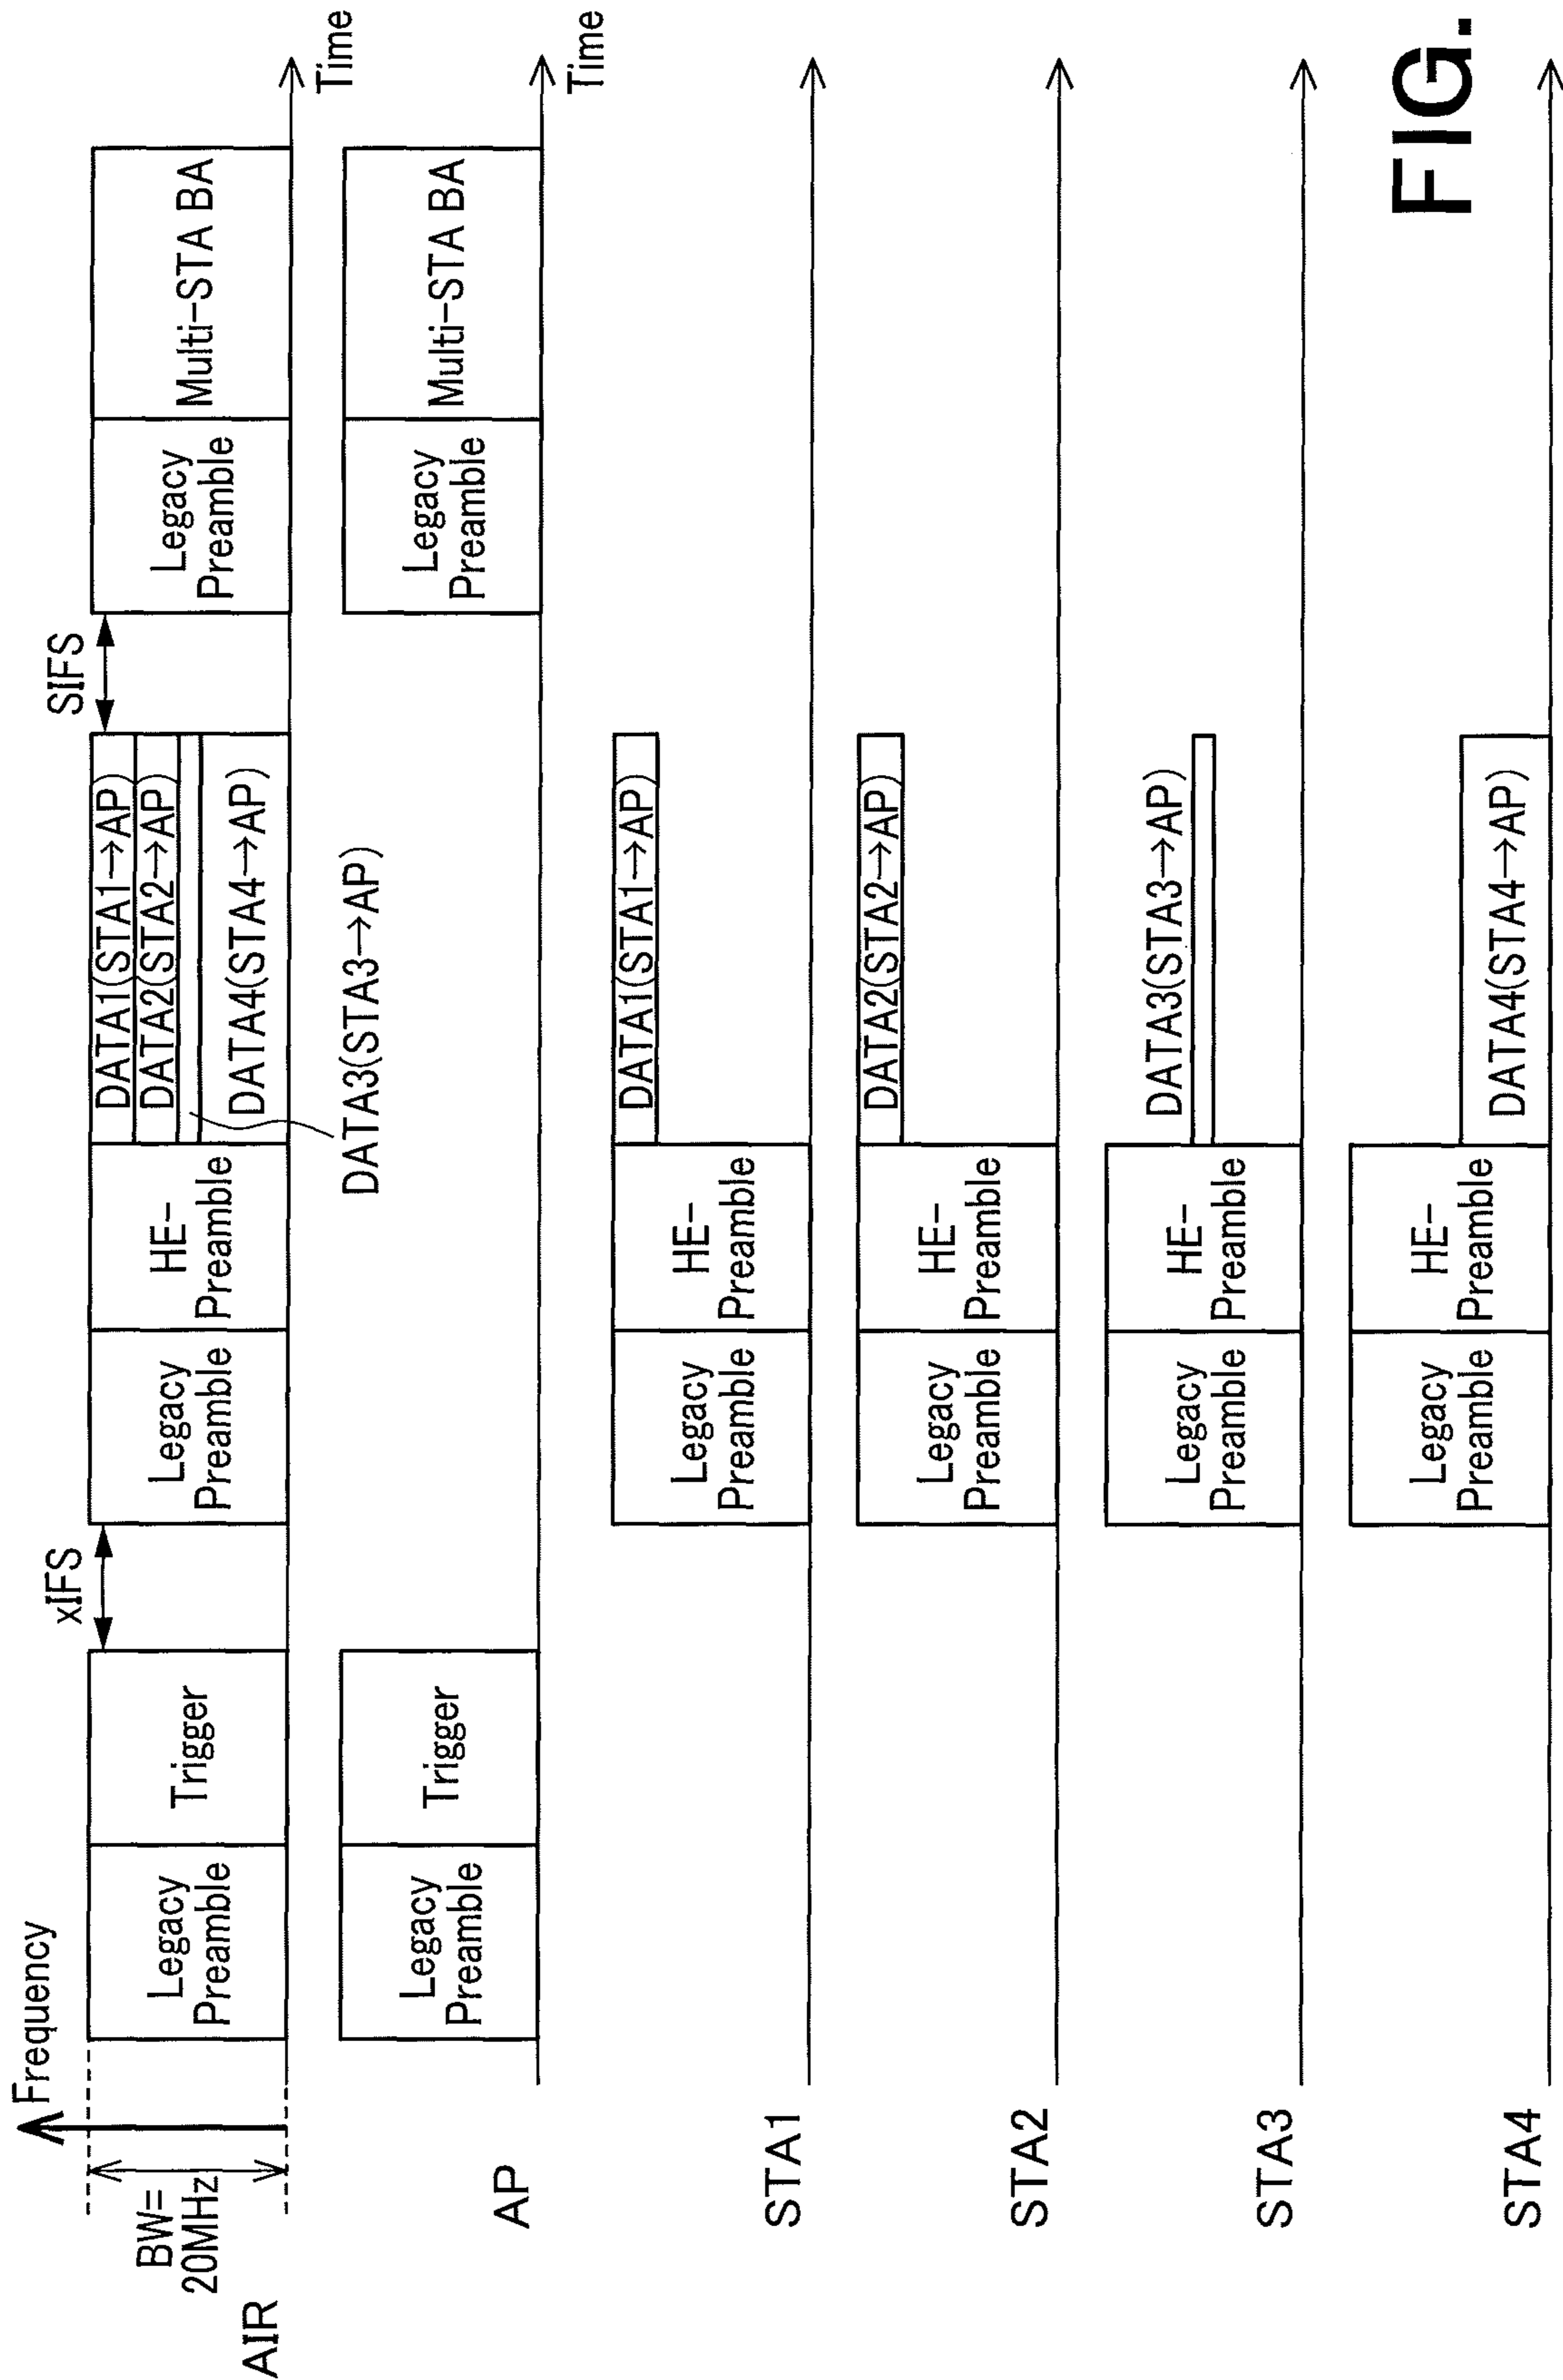 Frequency
BW=
20MHz
AIR
Legacy
Preamble
Trigger
xIFS
Legacy
Preamble
HE-
Preamble
DATA1(STA1→AP)
DATA2(STA2→AP)
DATA4(STA4→AP)
DATA3(STA3→AP)
SIFS
Legacy
Preamble
Multi-STA BA
Time
AP
Legacy
Preamble
Trigger
Legacy
Preamble
Multi-STA BA
Time
STA1
Legacy
Preamble
HE-
Preamble
DATA1(STA1→AP)
STA2
Legacy
Preamble
HE-
Preamble
DATA2(STA2→AP)
STA3
Legacy
Preamble
HE-
Preamble
DATA3(STA3→AP)
STA4
Legacy
Preamble
HE-
Preamble
DATA4(STA4→AP)
FIG.